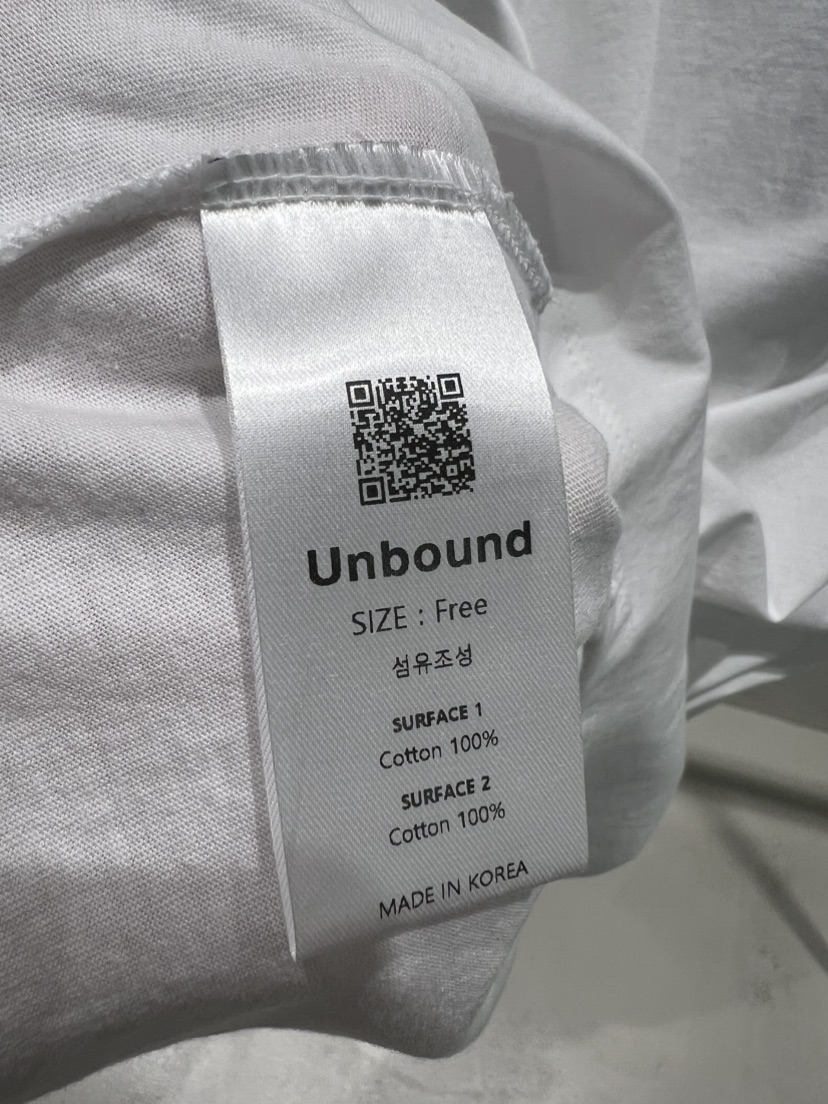 Unbound
SIZE : Free
섬유조성
SURFACE 1
Cotton 100%
SURFACE 2
Cotton 100%
MADE IN KOREA